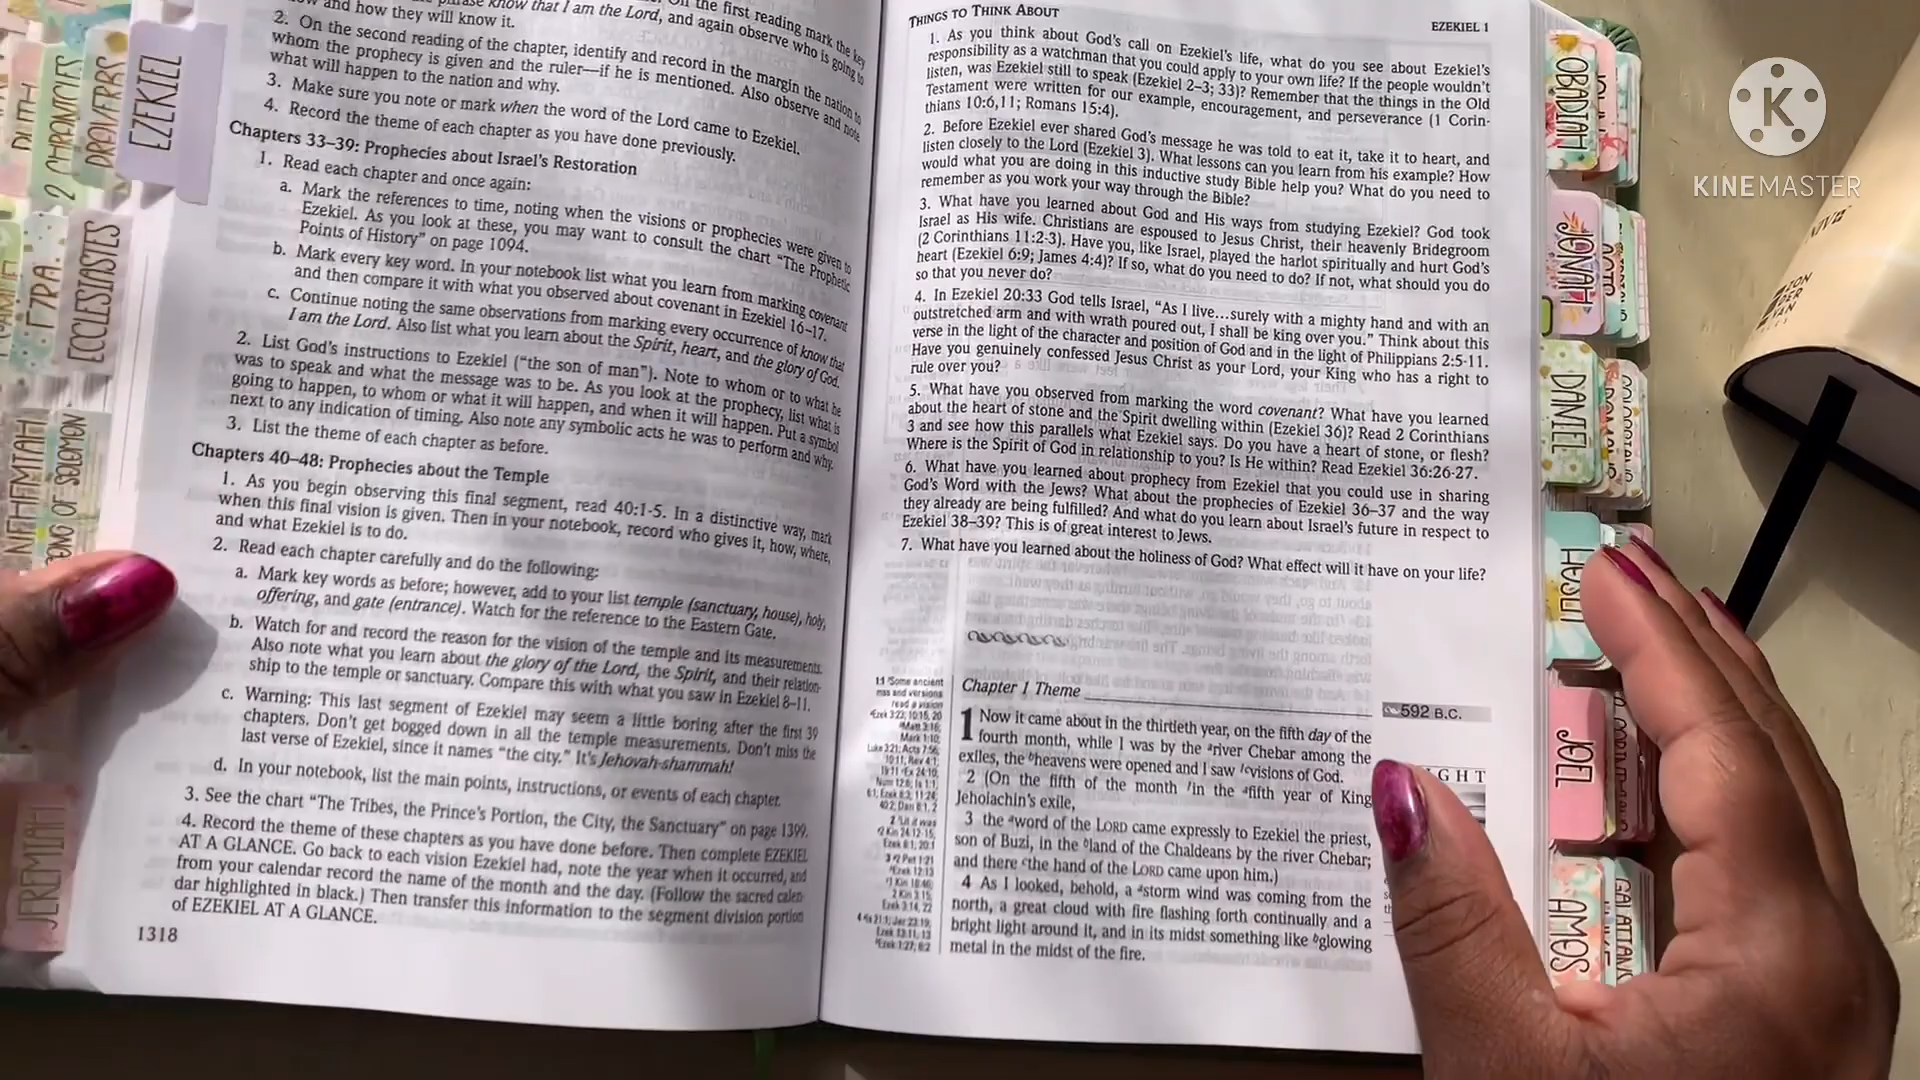 know that I am the Lord, and again observe who is going to
and how they will know it.
2. On the second reading of the chapter, identify and record in the margin the nation to
whom the prophecy is given and the ruler—if he is mentioned. Also observe and note
what will happen to the nation and why.
3. Make sure you note or mark when the word of the Lord came to Ezekiel.
4. Record the theme of each chapter as you have done previously.
Chapters 33–39: Prophecies about Israel's Restoration
1. Read each chapter and once again:
a. Mark the references to time, noting when the visions or prophecies were given to
Ezekiel. As you look at these, you may want to consult the chart "The Prophetic
Points of History" on page 1094.
b. Mark every key word. In your notebook list what you learn from marking covenant
and then compare it with what you observed about covenant in Ezekiel 16–17.
c. Continue noting the same observations from marking every occurrence of know that
I am the Lord. Also list what you learn about the Spirit, heart, and the glory of God.
2. List God's instructions to Ezekiel ("the son of man"). Note to whom or to what he
was to speak and what the message was to be. As you look at the prophecy, list what is
going to happen, to whom or what it will happen, and when it will happen. Put a symbol
next to any indication of timing. Also note any symbolic acts he was to perform and why.
3. List the theme of each chapter as before.
Chapters 40–48: Prophecies about the Temple
1. As you begin observing this final segment, read 40:1-5. In a distinctive way, mark
when this final vision is given. Then in your notebook, record who gives it, how, where,
and what Ezekiel is to do.
2. Read each chapter carefully and do the following:
a. Mark key words as before; however, add to your list temple (sanctuary, house), holy,
offering, and gate (entrance). Watch for the reference to the Eastern Gate.
b. Watch for and record the reason for the vision of the temple and its measurements.
Also note what you learn about the glory of the Lord, the Spirit, and their relation-
ship to the temple or sanctuary. Compare this with what you saw in Ezekiel 8–11.
c. Warning: This last segment of Ezekiel may seem a little boring after the first 39
chapters. Don't get bogged down in all the temple measurements. Don't miss the
last verse of Ezekiel, since it names "the city." It's Jehovah-shammah!
d. In your notebook, list the main points, instructions, or events of each chapter.
3. See the chart "The Tribes, the Prince's Portion, the City, the Sanctuary" on page 1399.
4. Record the theme of these chapters as you have done before. Then complete EZEKIEL
AT A GLANCE. Go back to each vision Ezekiel had, note the year when it occurred, and
from your calendar record the name of the month and the day. (Follow the sacred calen-
dar highlighted in black.) Then transfer this information to the segment division portion
of EZEKIEL AT A GLANCE.
1318
THINGS TO THINK ABOUT
EZEKIEL 1
1. As you think about God's call on Ezekiel's life, what do you see about Ezekiel's
responsibility as a watchman that you could apply to your own life? If the people wouldn't
listen, was Ezekiel still to speak (Ezekiel 2–3; 33)? Remember that the things in the Old
Testament were written for our example, encouragement, and perseverance (1 Corin-
thians 10:6,11; Romans 15:4).
2. Before Ezekiel ever shared God's message he was told to eat it, take it to heart, and
listen closely to the Lord (Ezekiel 3). What lessons can you learn from his example? How
would what you are doing in this inductive study Bible help you? What do you need to
remember as you work your way through the Bible?
3. What have you learned about God and His ways from studying Ezekiel? God took
Israel as His wife. Christians are espoused to Jesus Christ, their heavenly Bridegroom
(2 Corinthians 11:2-3). Have you, like Israel, played the harlot spiritually and hurt God's
heart (Ezekiel 6:9; James 4:4)? If so, what do you need to do? If not, what should you do
so that you never do?
4. In Ezekiel 20:33 God tells Israel, "As I live...surely with a mighty hand and with an
outstretched arm and with wrath poured out, I shall be king over you." Think about this
verse in the light of the character and position of God and in the light of Philippians 2:5-11.
Have you genuinely confessed Jesus Christ as your Lord, your King who has a right to
rule over you?
5. What have you observed from marking the word covenant? What have you learned
about the heart of stone and the Spirit dwelling within (Ezekiel 36)? Read 2 Corinthians
3 and see how this parallels what Ezekiel says. Do you have a heart of stone, or flesh?
Where is the Spirit of God in relationship to you? Is He within? Read Ezekiel 36:26-27.
6. What have you learned about prophecy from Ezekiel that you could use in sharing
God's Word with the Jews? What about the prophecies of Ezekiel 36–37 and the way
they already are being fulfilled? And what do you learn about Israel's future in respect to
Ezekiel 38–39? This is of great interest to Jews.
7. What have you learned about the holiness of God? What effect will it have on your life?
Chapter 1 Theme
592 B.C.
1 Now it came about in the thirtieth year, on the fifth day of the
fourth month, while I was by the river Chebar among the
exiles, the heavens were opened and I saw visions of God.
2 (On the fifth of the month in the fifth year of King
Jehoiachin's exile,
3 the word of the LORD came expressly to Ezekiel the priest,
son of Buzi, in the land of the Chaldeans by the river Chebar;
and there the hand of the LORD came upon him.)
4 As I looked, behold, a storm wind was coming from the
north, a great cloud with fire flashing forth continually and a
bright light around it, and in its midst something like glowing
metal in the midst of the fire.
1:1 Some ancient
mss and versions
read a vision
EZEKIEL
2 CHRONICLES
PROVERBS
RUTH
EZRA
ECCLESIASTES
NEHEMIAH
SONG OF SOLOMON
JEREMIAH
OBADIAH
JONAH
DANIEL
HOSEA
JOEL
AMOS
GALATIANS
K
KINEMASTER
ZON
DER
VAN